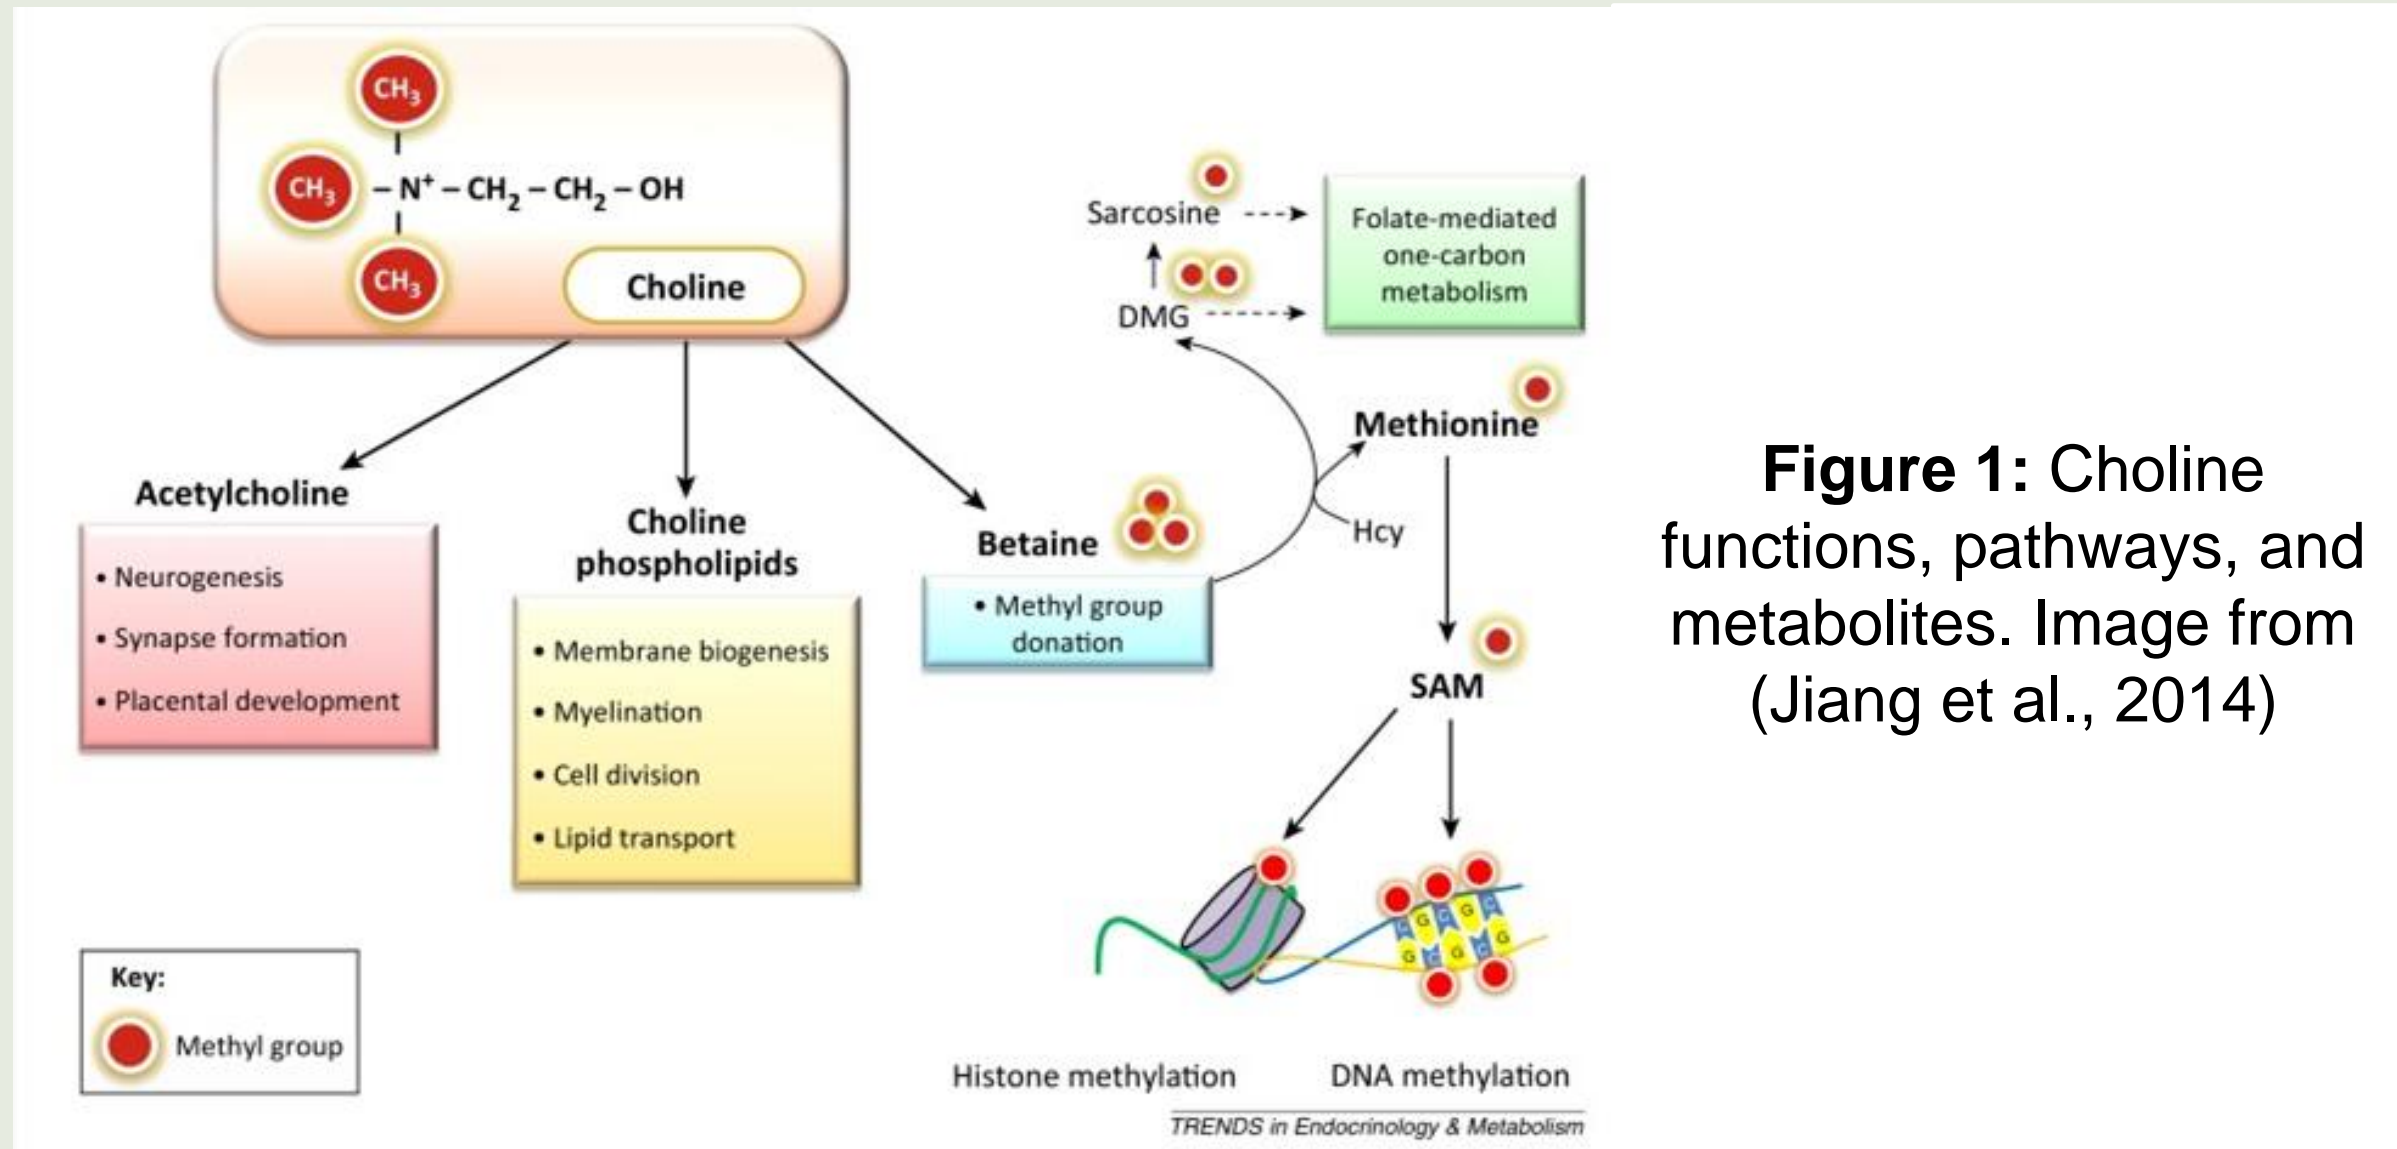 CH₃
CH₃ – N⁺ – CH₂ – CH₂ – OH
CH₃
Choline
Acetylcholine
• Neurogenesis
• Synapse formation
• Placental development
Choline
phospholipids
• Membrane biogenesis
• Myelination
• Cell division
• Lipid transport
Betaine
• Methyl group
donation
Sarcosine
DMG
Folate-mediated
one-carbon
metabolism
Methionine
Hcy
SAM
C G C G C
G C G C G
Histone methylation
DNA methylation
Key:
Methyl group
TRENDS in Endocrinology & Metabolism
Figure 1: Choline
functions, pathways, and
metabolites. Image from
(Jiang et al., 2014)